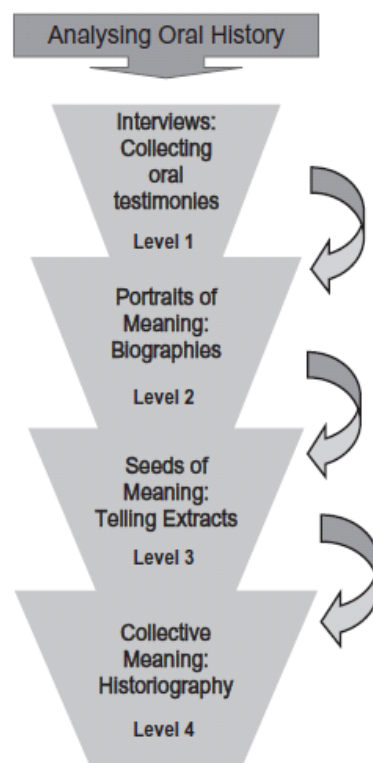 Analysing Oral History
Interviews:
Collecting
oral
testimonies
Level 1
Portraits of
Meaning:
Biographies
Level 2
Seeds of
Meaning:
Telling Extracts
Level 3
Collective
Meaning:
Historiography
Level 4